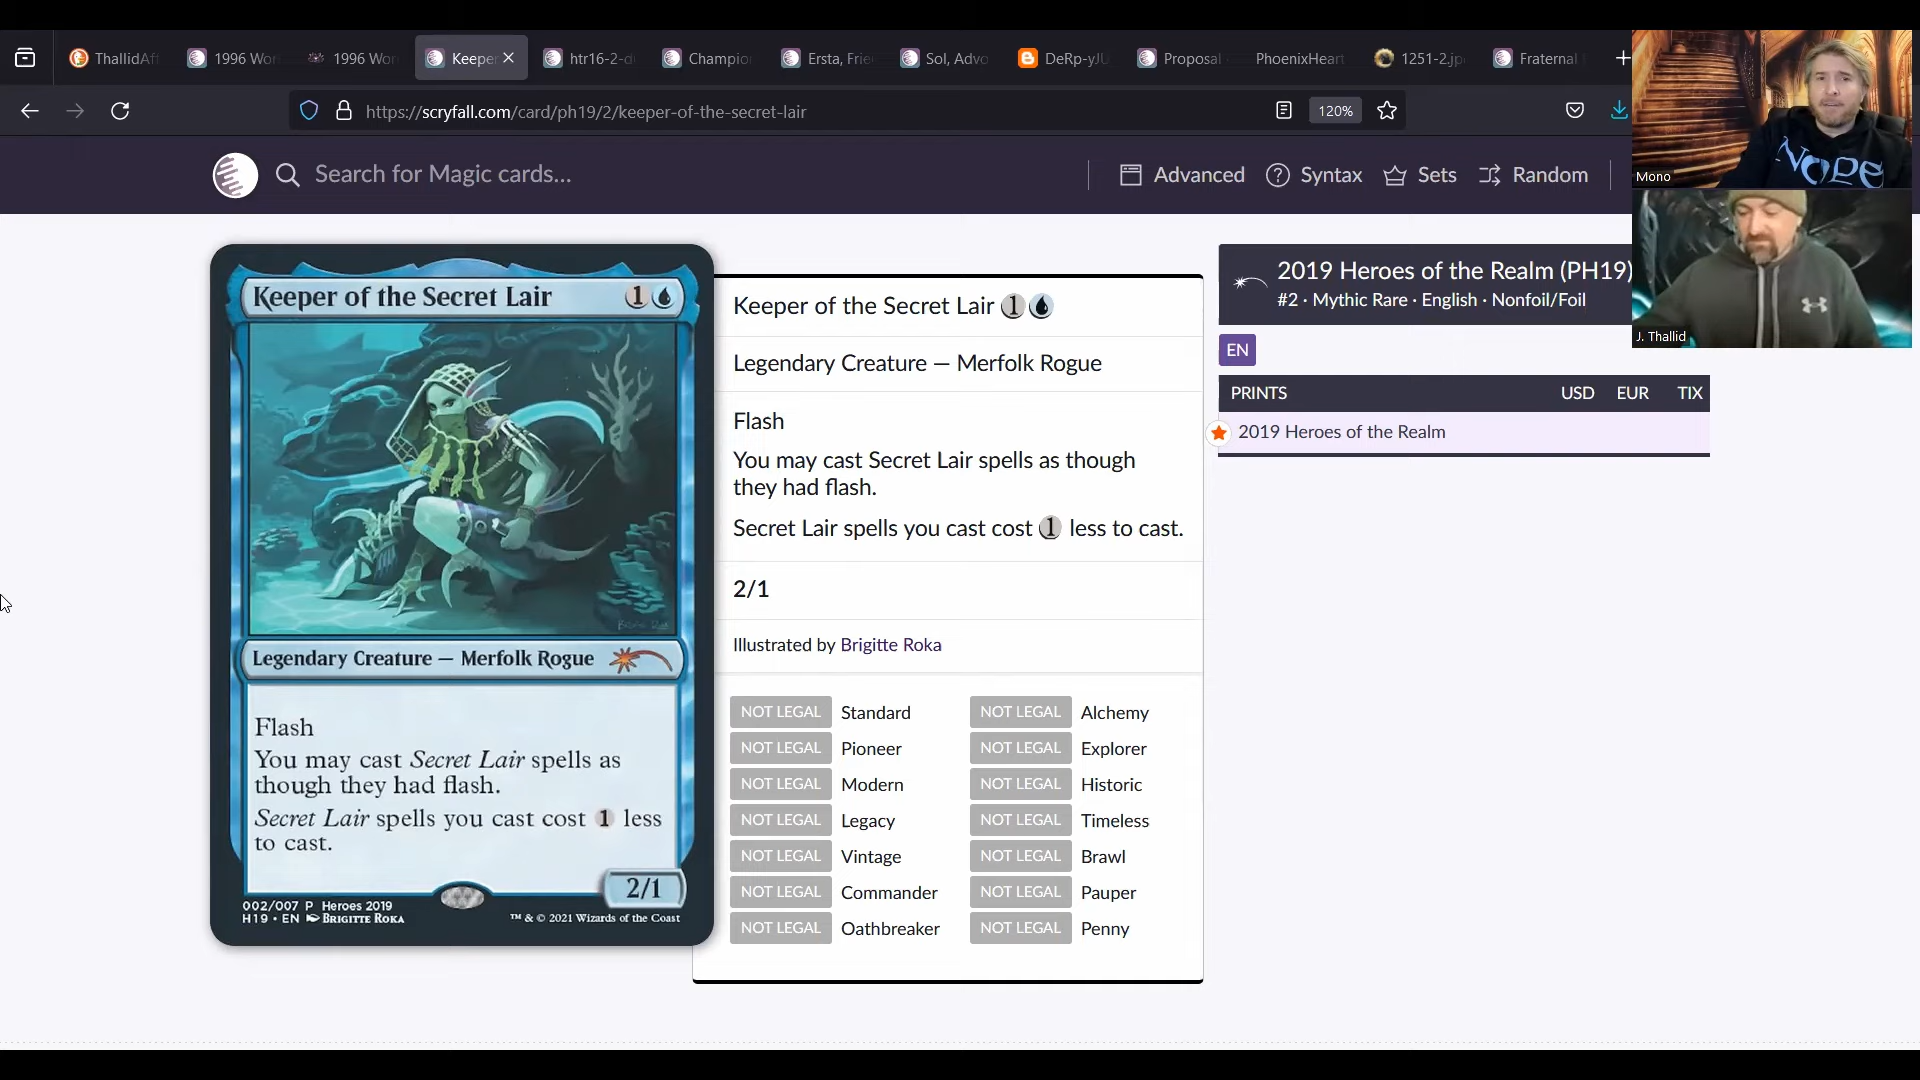 ThallidAf
1996 Wo
1996 Wo
Keeper
htr16-2-d
Champio
Ersta, Frie
Sol, Advo
DeRp-yJU
Proposal
PhoenixHeart
1251-2.jp
Fraternal
https://scryfall.com/card/ph19/2/keeper-of-the-secret-lair
120%
Search for Magic cards...
Advanced
Syntax
Sets
Random
NOPE
Mono
J. Thallid
Keeper of the Secret Lair 1
Legendary Creature — Merfolk Rogue
Flash
You may cast Secret Lair spells as
though they had flash.
Secret Lair spells you cast cost 1 less
to cast.
2/1
002/007 P Heroes 2019
H19 • EN BRIGITTE ROKA
™ & © 2021 Wizards of the Coast
Keeper of the Secret Lair 1
Legendary Creature — Merfolk Rogue
Flash
You may cast Secret Lair spells as though
they had flash.
Secret Lair spells you cast cost 1 less to cast.
2/1
Illustrated by Brigitte Roka
NOT LEGAL Standard NOT LEGAL Alchemy
NOT LEGAL Pioneer NOT LEGAL Explorer
NOT LEGAL Modern NOT LEGAL Historic
NOT LEGAL Legacy NOT LEGAL Timeless
NOT LEGAL Vintage NOT LEGAL Brawl
NOT LEGAL Commander NOT LEGAL Pauper
NOT LEGAL Oathbreaker NOT LEGAL Penny
2019 Heroes of the Realm (PH19)
#2 · Mythic Rare · English · Nonfoil/Foil
EN
PRINTS USD EUR TIX
2019 Heroes of the Realm